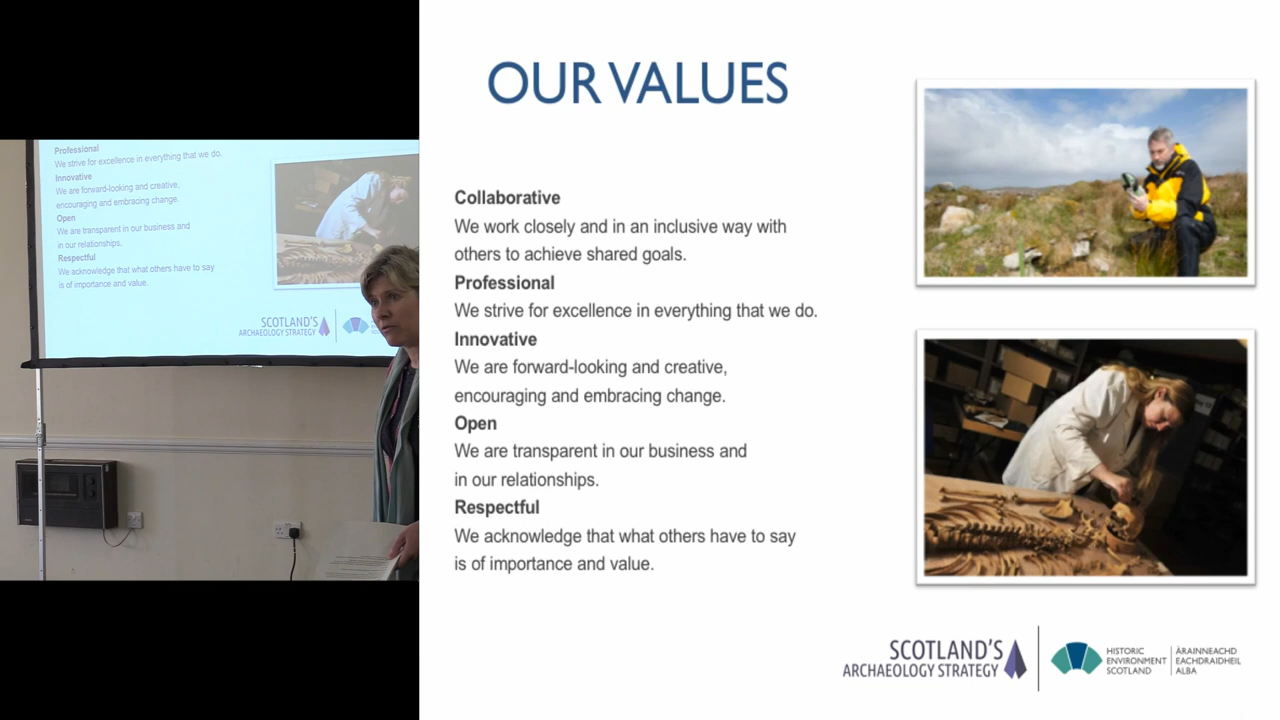 OUR VALUES
Collaborative
We work closely and in an inclusive way with
others to achieve shared goals.
Professional
We strive for excellence in everything that we do.
Innovative
We are forward-looking and creative,
encouraging and embracing change.
Open
We are transparent in our business and
in our relationships.
Respectful
We acknowledge that what others have to say
is of importance and value.
SCOTLAND'S
ARCHAEOLOGY STRATEGY
HISTORIC
ENVIRONMENT
SCOTLAND
ÀRAINNEACHD
EACHDRAIDHEIL
ALBA
Professional
We strive for excellence in everything that we do.
Innovative
We are forward-looking and creative,
encouraging and embracing change.
Open
We are transparent in our business and
in our relationships.
Respectful
We acknowledge that what others have to say
is of importance and value.
SCOTLAND'S
ARCHAEOLOGY STRATEGY